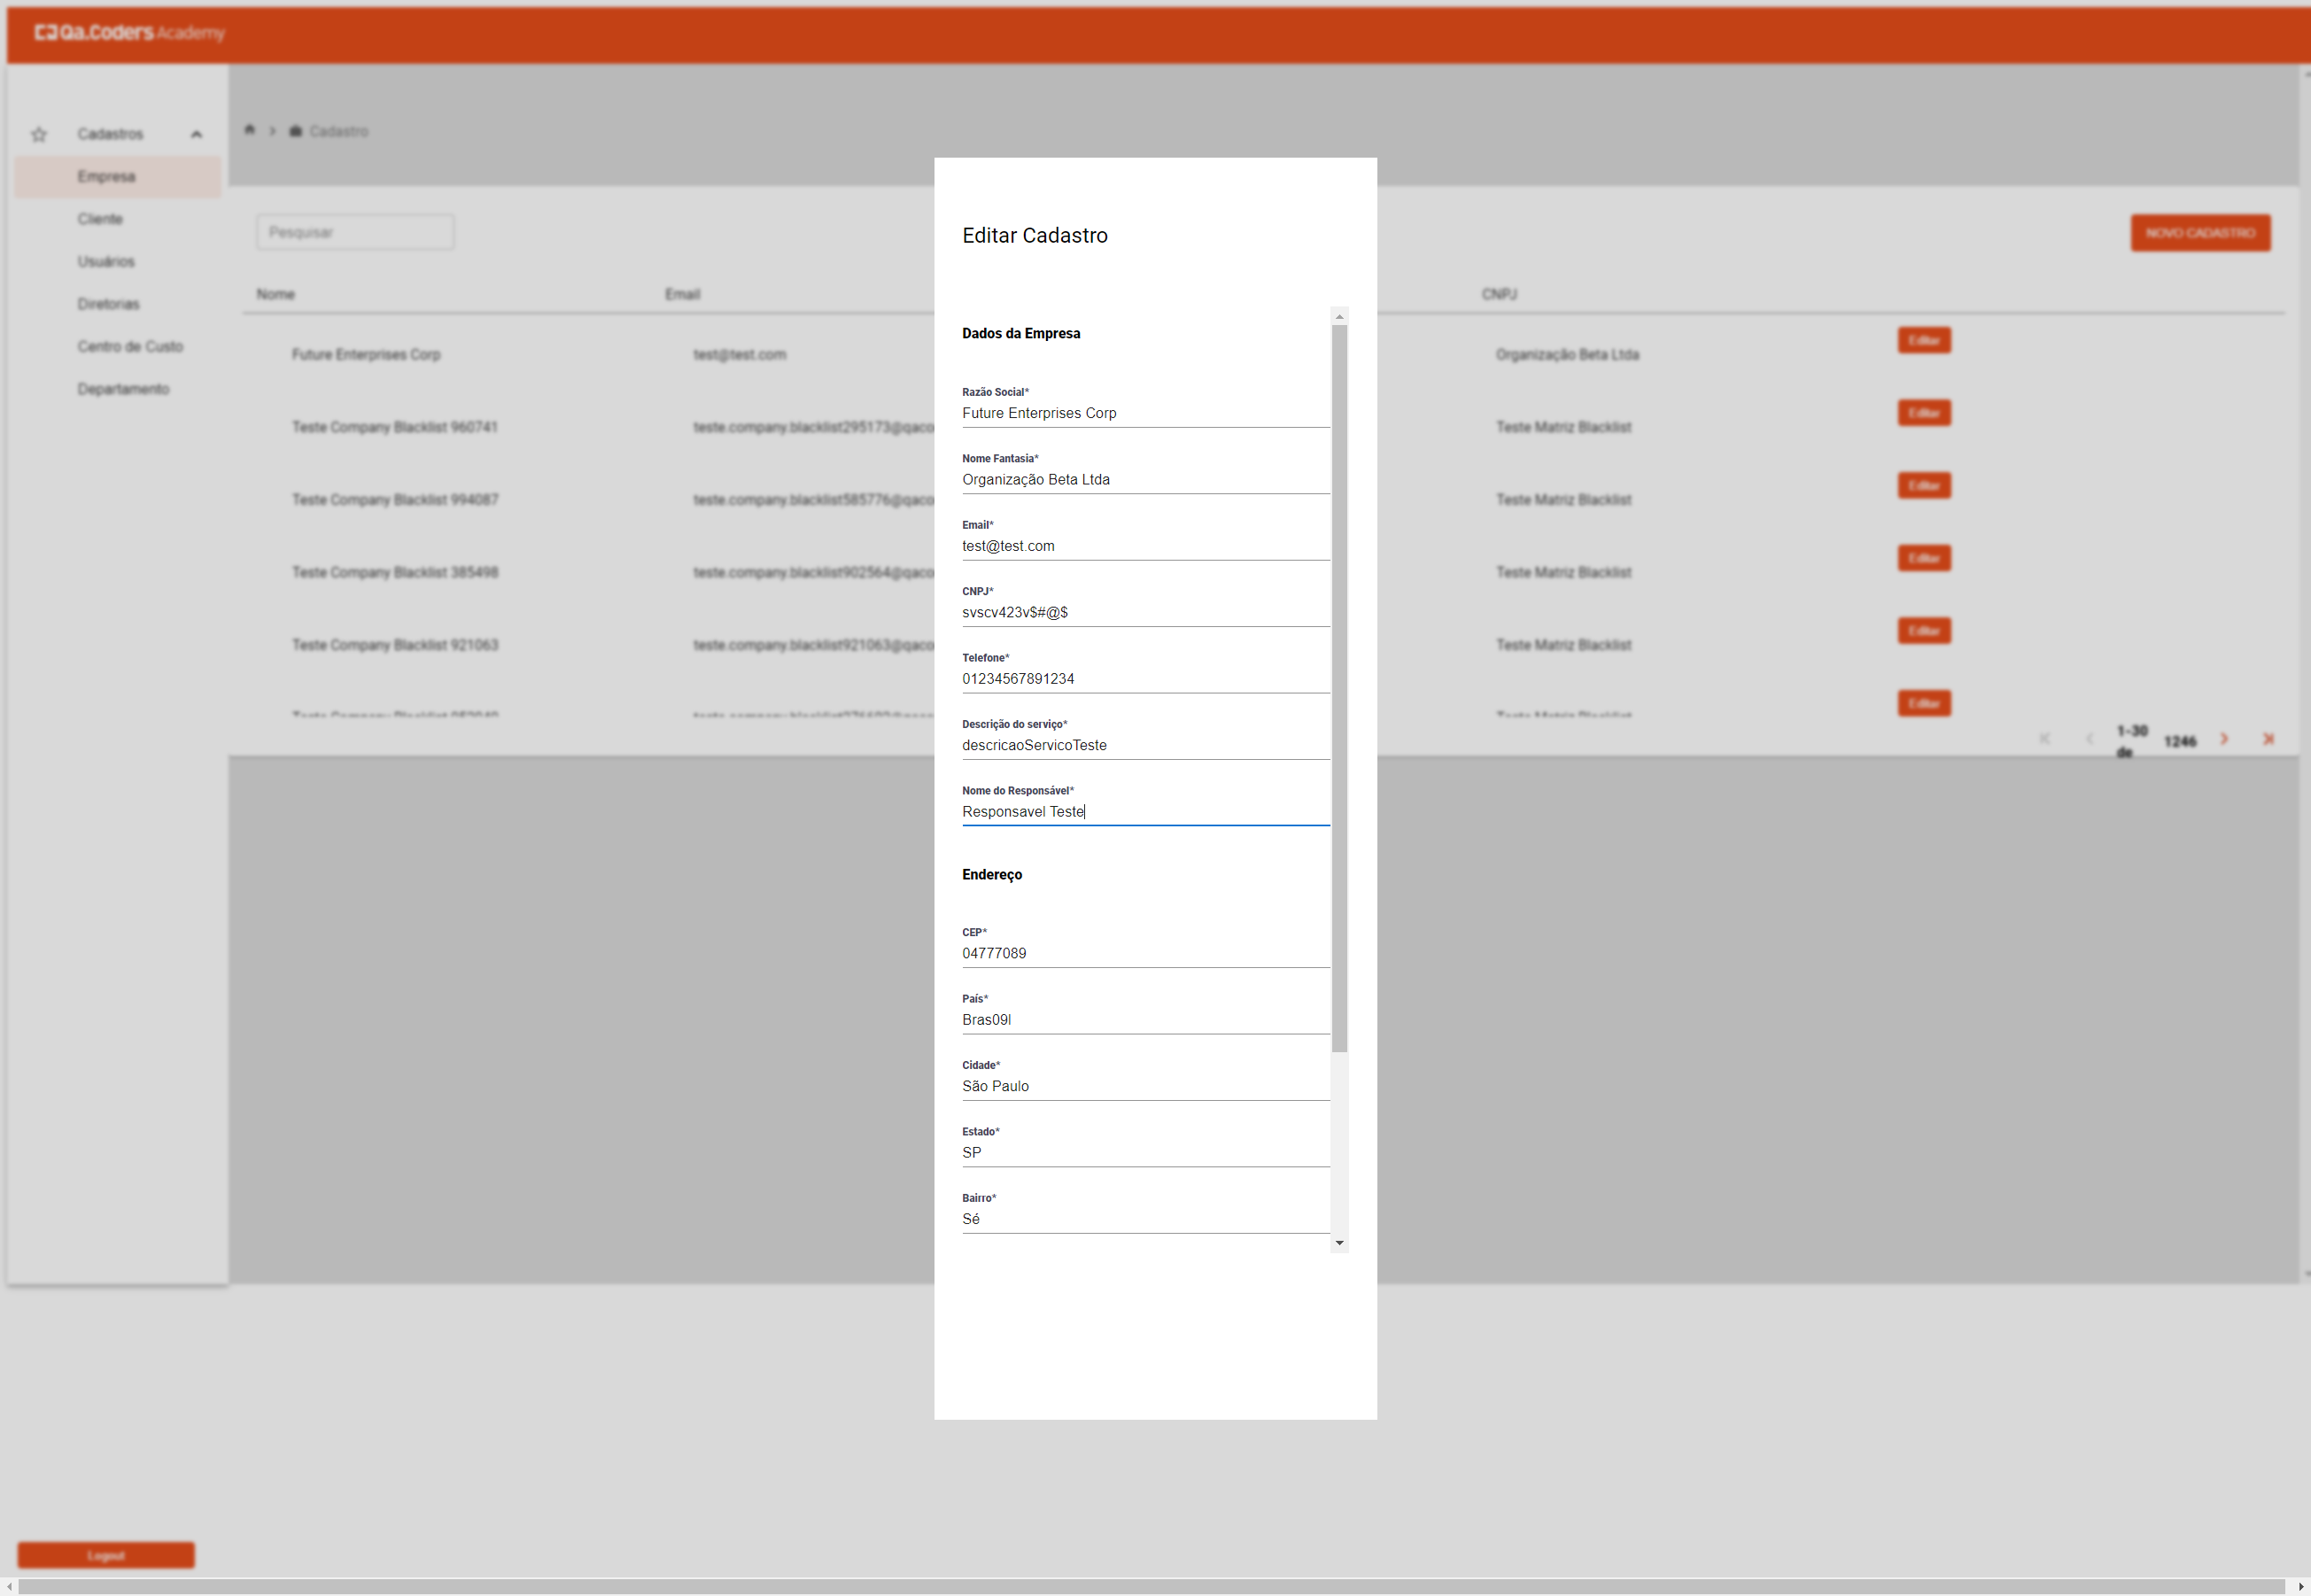 Qa.Coders Academy
Cadastros
Empresa
Cliente
Usuários
Diretorias
Centro de Custo
Departamento
Logout
Cadastro
Pesquisar
NOVO CADASTRO
Nome Email CNPJ
Future Enterprises Corp test@test.com Organização Beta Ltda Editar
Teste Company Blacklist 960741 teste.company.blacklist295173@qaco Teste Matriz Blacklist Editar
Teste Company Blacklist 994087 teste.company.blacklist585776@qaco Teste Matriz Blacklist Editar
Teste Company Blacklist 385498 teste.company.blacklist902564@qaco Teste Matriz Blacklist Editar
Teste Company Blacklist 921063 teste.company.blacklist921063@qaco Teste Matriz Blacklist Editar
Teste Company Blacklist Teste Matriz Blacklist Editar
1-30
de 1246
Editar Cadastro
Dados da Empresa
Razão Social*
Future Enterprises Corp
Nome Fantasia*
Organização Beta Ltda
Email*
test@test.com
CNPJ*
svscv423v$#@$
Telefone*
01234567891234
Descrição do serviço*
descricaoServicoTeste
Nome do Responsável*
Responsavel Teste
Endereço
CEP*
04777089
País*
Bras09l
Cidade*
São Paulo
Estado*
SP
Bairro*
Sé